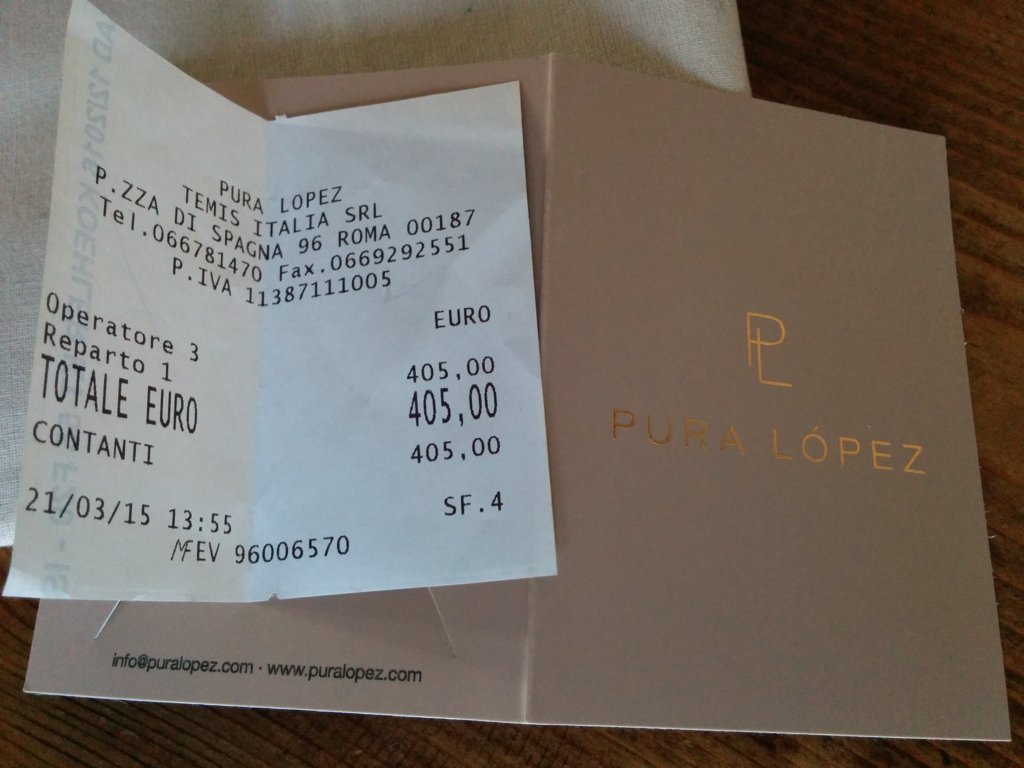 PURA LOPEZ
TEMIS ITALIA SRL
P.ZZA DI SPAGNA 96 ROMA 00187
Tel.066781470 Fax.0669292551
P.IVA 11387111005
EURO
Operatore 3
Reparto 1 405,00
TOTALE EURO 405,00
CONTANTI 405,00
21/03/15 13:55 SF.4
MFEV 96006570
info@puralopez.com · www.puralopez.com
PL
PURA LÓPEZ